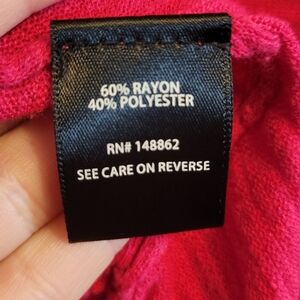 60% RAYON
40% POLYESTER
RN# 148862
SEE CARE ON REVERSE